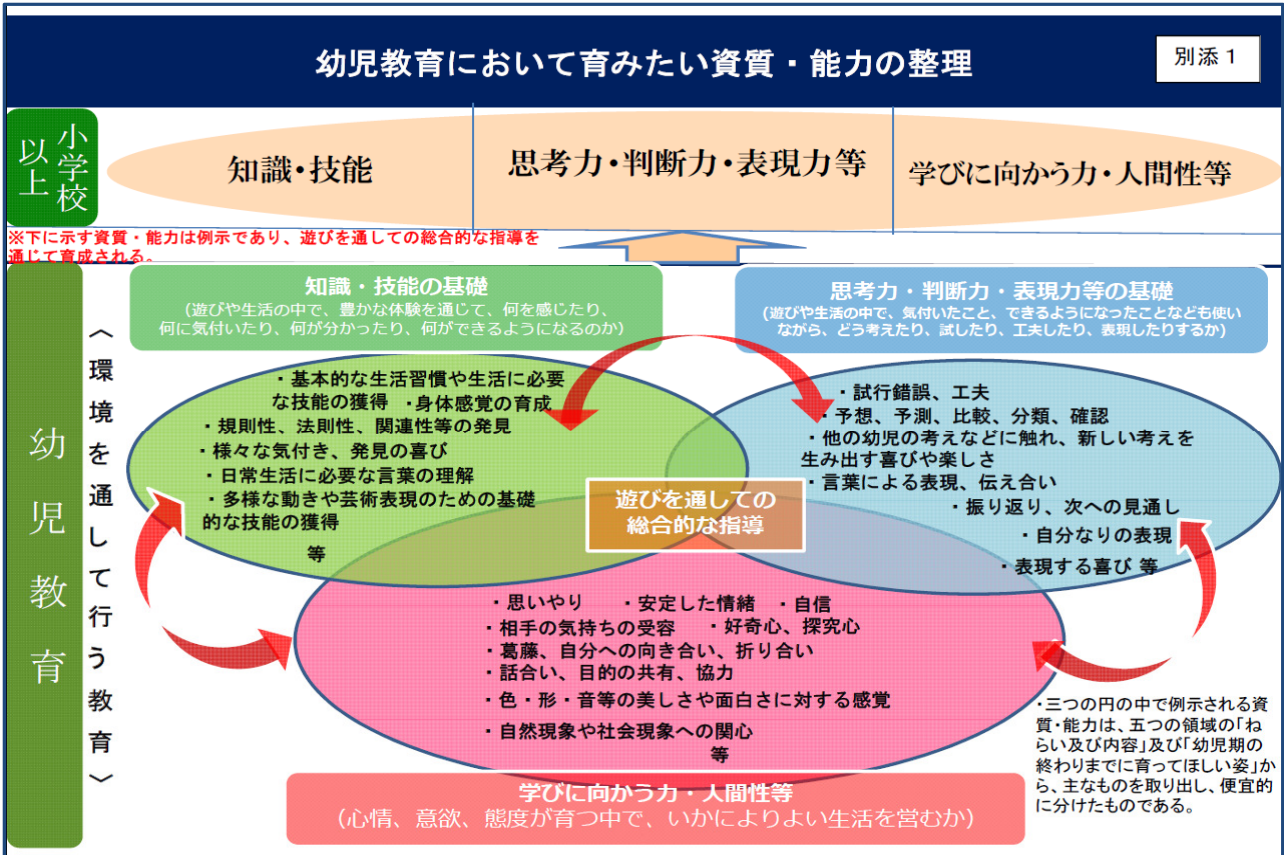 幼児教育において育みたい資質・能力の整理
別添１
小学校
以上
知識・技能
思考力・判断力・表現力等
学びに向かう力・人間性等
※下に示す資質・能力は例示であり、遊びを通しての総合的な指導を
通じて育成される。
幼児教育
〈環境を通して行う教育〉
知識・技能の基礎
(遊びや生活の中で、豊かな体験を通じて、何を感じたり、
何に気付いたり、何が分かったり、何ができるようになるのか)
思考力・判断力・表現力等の基礎
(遊びや生活の中で、気付いたこと、できるようになったことなども使い
ながら、どう考えたり、試したり、工夫したり、表現したりするか)
・基本的な生活習慣や生活に必要
な技能の獲得 ・身体感覚の育成
・規則性、法則性、関連性等の発見
・様々な気付き、発見の喜び
・日常生活に必要な言葉の理解
・多様な動きや芸術表現のための基礎
的な技能の獲得
等
・試行錯誤、工夫
・予想、予測、比較、分類、確認
・他の幼児の考えなどに触れ、新しい考えを
生み出す喜びや楽しさ
・言葉による表現、伝え合い
・振り返り、次への見通し
・自分なりの表現
・表現する喜び 等
遊びを通しての
総合的な指導
・思いやり ・安定した情緒 ・自信
・相手の気持ちの受容 ・好奇心、探究心
・葛藤、自分への向き合い、折り合い
・話合い、目的の共有、協力
・色・形・音等の美しさや面白さに対する感覚
・自然現象や社会現象への関心
等
学びに向かう力・人間性等
(心情、意欲、態度が育つ中で、いかによりよい生活を営むか)
・三つの円の中で例示される資
質・能力は、五つの領域の「ね
らい及び内容」及び「幼児期の
終わりまでに育ってほしい姿」か
ら、主なものを取り出し、便宜的
に分けたものである。